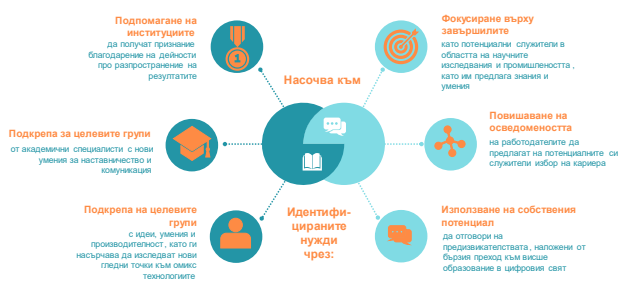 Подпомагане на
институциите
да получат признание
благодарение на дейности
про разпространение на
резултатите
Подкрепа за целевите групи
от академични специалисти с нови
умения за наставничество и
комуникация
Подкрепа на целевите
групи
с идеи, умения и
производителност, като ги
насърчава да изследват нови
гледни точки към омикс
технологиите
Насочва към
1
Идентифи-
цираните
нужди
чрез:
Фокусиране върху
завършилите
като потенциални служители в
областта на научните
изследвания и промишлеността,
като им предлага знания и
умения
Повишаване на
осведомеността
на работодателите да
предлагат на потенциалните си
служители избор на кариера
Използване на собствения
потенциал
да отговори на
предизвикателствата, наложени от
бързия преход към висше
образование в цифровия свят